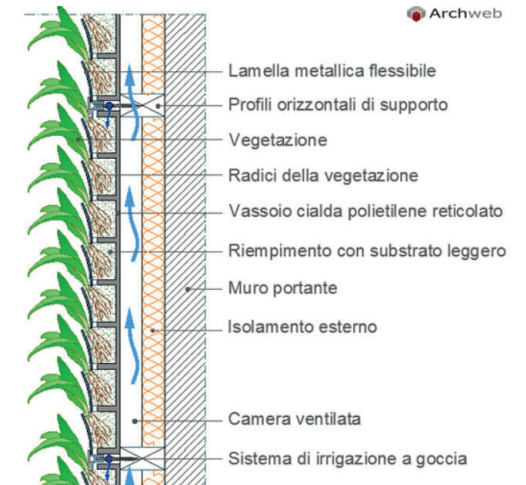 Archweb
Lamella metallica flessibile
Profili orizzontali di supporto
Vegetazione
Radici della vegetazione
Vassoio cialda polietilene reticolato
Riempimento con substrato leggero
Muro portante
Isolamento esterno
Camera ventilata
Sistema di irrigazione a goccia